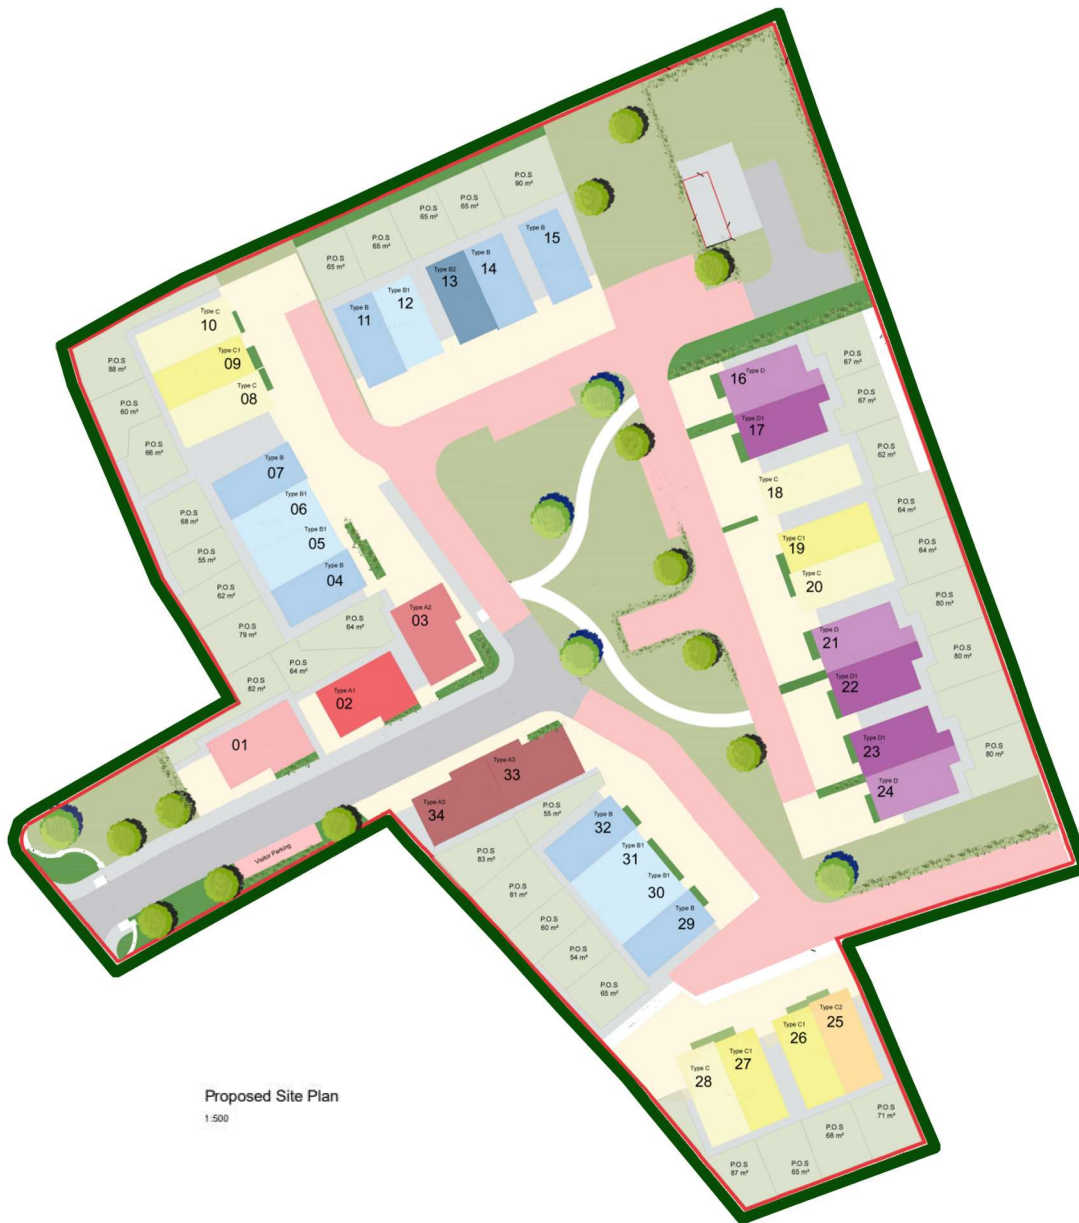 P.O.S
90 m²
P.O.S
65 m²
P.O.S
65 m²
P.O.S
65 m²
P.O.S
65 m²
Type B
15
Type B
14
Type B2
13
Type B1
12
Type B
11
Type C
10
Type C1
09
Type C
08
P.O.S
88 m²
P.O.S
60 m²
P.O.S
66 m²
Type B
07
Type B1
06
Type B1
05
Type B
04
P.O.S
68 m²
P.O.S
55 m²
P.O.S
62 m²
P.O.S
79 m²
P.O.S
82 m²
P.O.S
64 m²
P.O.S
64 m²
Type A2
03
Type A1
02
01
Type D
16
Type D1
17
Type C
18
Type C1
19
Type C
20
Type D
21
Type D1
22
Type D1
23
Type D
24
P.O.S
67 m²
P.O.S
67 m²
P.O.S
62 m²
P.O.S
64 m²
P.O.S
64 m²
P.O.S
80 m²
P.O.S
80 m²
P.O.S
80 m²
Visitor Parking
Type A3
33
Type A3
34
P.O.S
55 m²
P.O.S
83 m²
P.O.S
81 m²
P.O.S
60 m²
P.O.S
54 m²
P.O.S
65 m²
Type B
32
Type B1
31
Type B1
30
Type B
29
Type C2
25
Type C1
26
Type C1
27
Type C
28
P.O.S
71 m²
P.O.S
68 m²
P.O.S
65 m²
P.O.S
87 m²
Proposed Site Plan
1:500